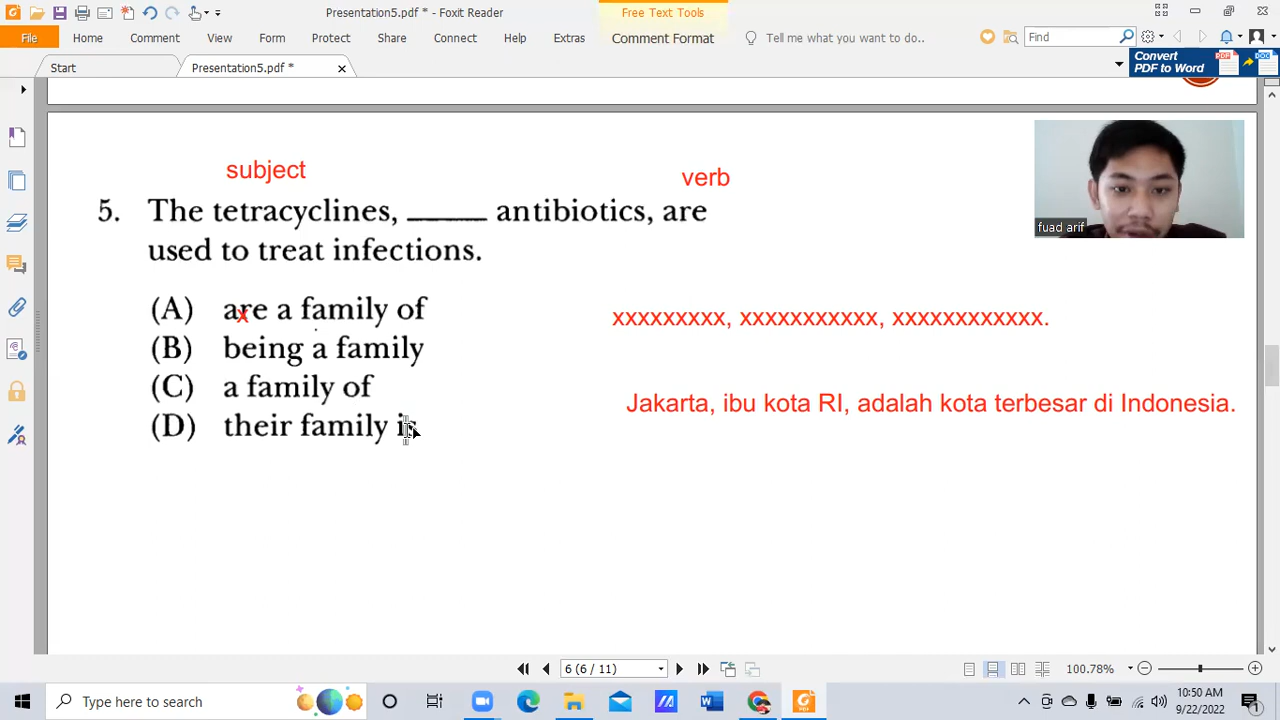 Presentation5.pdf * - Foxit Reader
Free Text Tools
File Home Comment View Form Protect Share Connect Help Extras Comment Format Tell me what you want to do.. Find
Start Presentation5.pdf *
Convert
PDF to Word
subject
verb
5. The tetracyclines, _____ antibiotics, are
used to treat infections.
fuad arif
(A) are a family of
x
xxxxxxxxx, xxxxxxxxxxx, xxxxxxxxxxxx.
(B) being a family
(C) a family of
Jakarta, ibu kota RI, adalah kota terbesar di Indonesia.
(D) their family is
6 (6 / 11)
100.78%
Type here to search
10:50 AM
9/22/2022